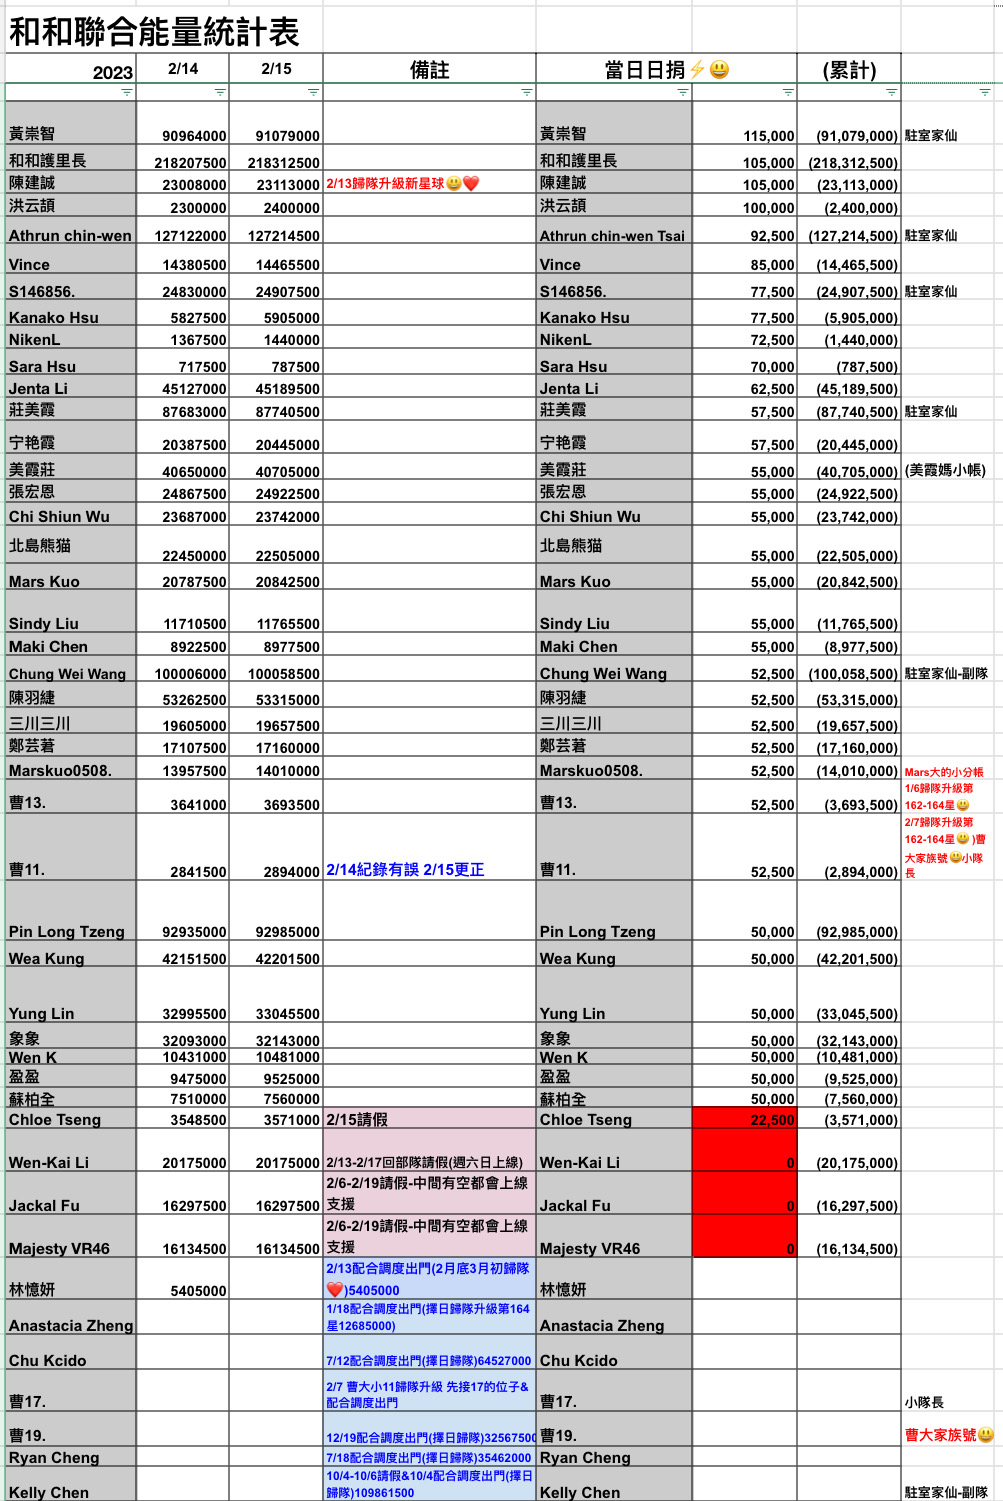 和和聯合能量統計表
2023 2/14 2/15 備註 當日日捐⚡😃 (累計)
黃崇智 90964000 91079000 黃崇智 115,000 (91,079,000) 駐室家仙
和和護里長 218207500 218312500 和和護里長 105,000 (218,312,500)
陳建誠 23008000 23113000 2/13歸隊升級新星球😃❤️ 陳建誠 105,000 (23,113,000)
洪云頡 2300000 2400000 洪云頡 100,000 (2,400,000)
Athrun chin-wen 127122000 127214500 Athrun chin-wen Tsai 92,500 (127,214,500) 駐室家仙
Vince 14380500 14465500 Vince 85,000 (14,465,500)
S146856. 24830000 24907500 S146856. 77,500 (24,907,500) 駐室家仙
Kanako Hsu 5827500 5905000 Kanako Hsu 77,500 (5,905,000)
NikenL 1367500 1440000 NikenL 72,500 (1,440,000)
Sara Hsu 717500 787500 Sara Hsu 70,000 (787,500)
Jenta Li 45127000 45189500 Jenta Li 62,500 (45,189,500)
莊美霞 87683000 87740500 莊美霞 57,500 (87,740,500) 駐室家仙
宁艳霞 20387500 20445000 宁艳霞 57,500 (20,445,000)
美霞莊 40650000 40705000 美霞莊 55,000 (40,705,000) (美霞媽小帳)
張宏恩 24867500 24922500 張宏恩 55,000 (24,922,500)
Chi Shiun Wu 23687000 23742000 Chi Shiun Wu 55,000 (23,742,000)
北島熊猫 22450000 22505000 北島熊猫 55,000 (22,505,000)
Mars Kuo 20787500 20842500 Mars Kuo 55,000 (20,842,500)
Sindy Liu 11710500 11765500 Sindy Liu 55,000 (11,765,500)
Maki Chen 8922500 8977500 Maki Chen 55,000 (8,977,500)
Chung Wei Wang 100006000 100058500 Chung Wei Wang 52,500 (100,058,500) 駐室家仙-副隊
陳羽緁 53262500 53315000 陳羽緁 52,500 (53,315,000)
三川三川 19605000 19657500 三川三川 52,500 (19,657,500)
鄭芸莙 17107500 17160000 鄭芸莙 52,500 (17,160,000)
Marskuo0508. 13957500 14010000 Marskuo0508. 52,500 (14,010,000) Mars大的小分帳
曹13. 3641000 3693500 曹13. 52,500 (3,693,500) 1/6歸隊升級第
162-164星😃
曹11. 2841500 2894000 2/14紀錄有誤 2/15更正 曹11. 52,500 (2,894,000) 2/7歸隊升級第
162-164星😃 )曹
大家族號😃小隊
長
Pin Long Tzeng 92935000 92985000 Pin Long Tzeng 50,000 (92,985,000)
Wea Kung 42151500 42201500 Wea Kung 50,000 (42,201,500)
Yung Lin 32995500 33045500 Yung Lin 50,000 (33,045,500)
象象 32093000 32143000 象象 50,000 (32,143,000)
Wen K 10431000 10481000 Wen K 50,000 (10,481,000)
盈盈 9475000 9525000 盈盈 50,000 (9,525,000)
蘇柏全 7510000 7560000 蘇柏全 50,000 (7,560,000)
Chloe Tseng 3548500 3571000 2/15請假 Chloe Tseng 22,500 (3,571,000)
Wen-Kai Li 20175000 20175000 2/13-2/17回部隊請假(週六日上線) Wen-Kai Li 0 (20,175,000)
Jackal Fu 16297500 16297500 2/6-2/19請假-中間有空都會上線
支援 Jackal Fu 0 (16,297,500)
Majesty VR46 16134500 16134500 2/6-2/19請假-中間有空都會上線
支援 Majesty VR46 0 (16,134,500)
林憶妍 5405000 2/13配合調度出門(2月底3月初歸隊
❤️)5405000 林憶妍
Anastacia Zheng 1/18配合調度出門(擇日歸隊升級第164
星12685000) Anastacia Zheng
Chu Kcido 7/12配合調度出門(擇日歸隊)64527000 Chu Kcido
曹17. 2/7 曹大小11歸隊升級 先接17的位子&
配合調度出門 曹17. 小隊長
曹19. 12/19配合調度出門(擇日歸隊)32567500 曹19. 曹大家族號😃
Ryan Cheng 7/18配合調度出門(擇日歸隊)35462000 Ryan Cheng
Kelly Chen 10/4-10/6請假&10/4配合調度出門(擇日
歸隊)109861500 Kelly Chen 駐室家仙-副隊